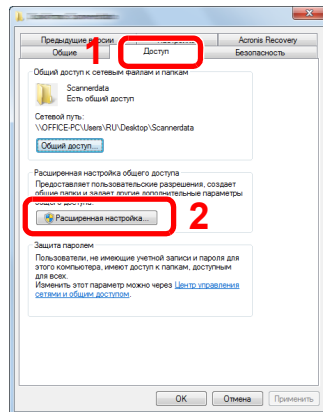 Предыдущие версии
Acronis Recovery
Общие
Доступ
Безопасность
1
Общий доступ к сетевым файлам и папкам
Scannerdata
Есть общий доступ
Сетевой путь:
\\OFFICE-PC\Users\RU\Desktop\Scannerdata
Общий доступ...
Расширенная настройка общего доступа
Предоставляет пользовательские разрешения, создает
общие папки и задает другие дополнительные параметры
общего доступа.
Расширенная настройка...
2
Защита паролем
Пользователи, не имеющие учетной записи и пароля для
этого компьютера, имеют доступ к папкам, доступным
для всех.
Изменить этот параметр можно через Центр управления
сетями и общим доступом.
OK
Отмена
Применить